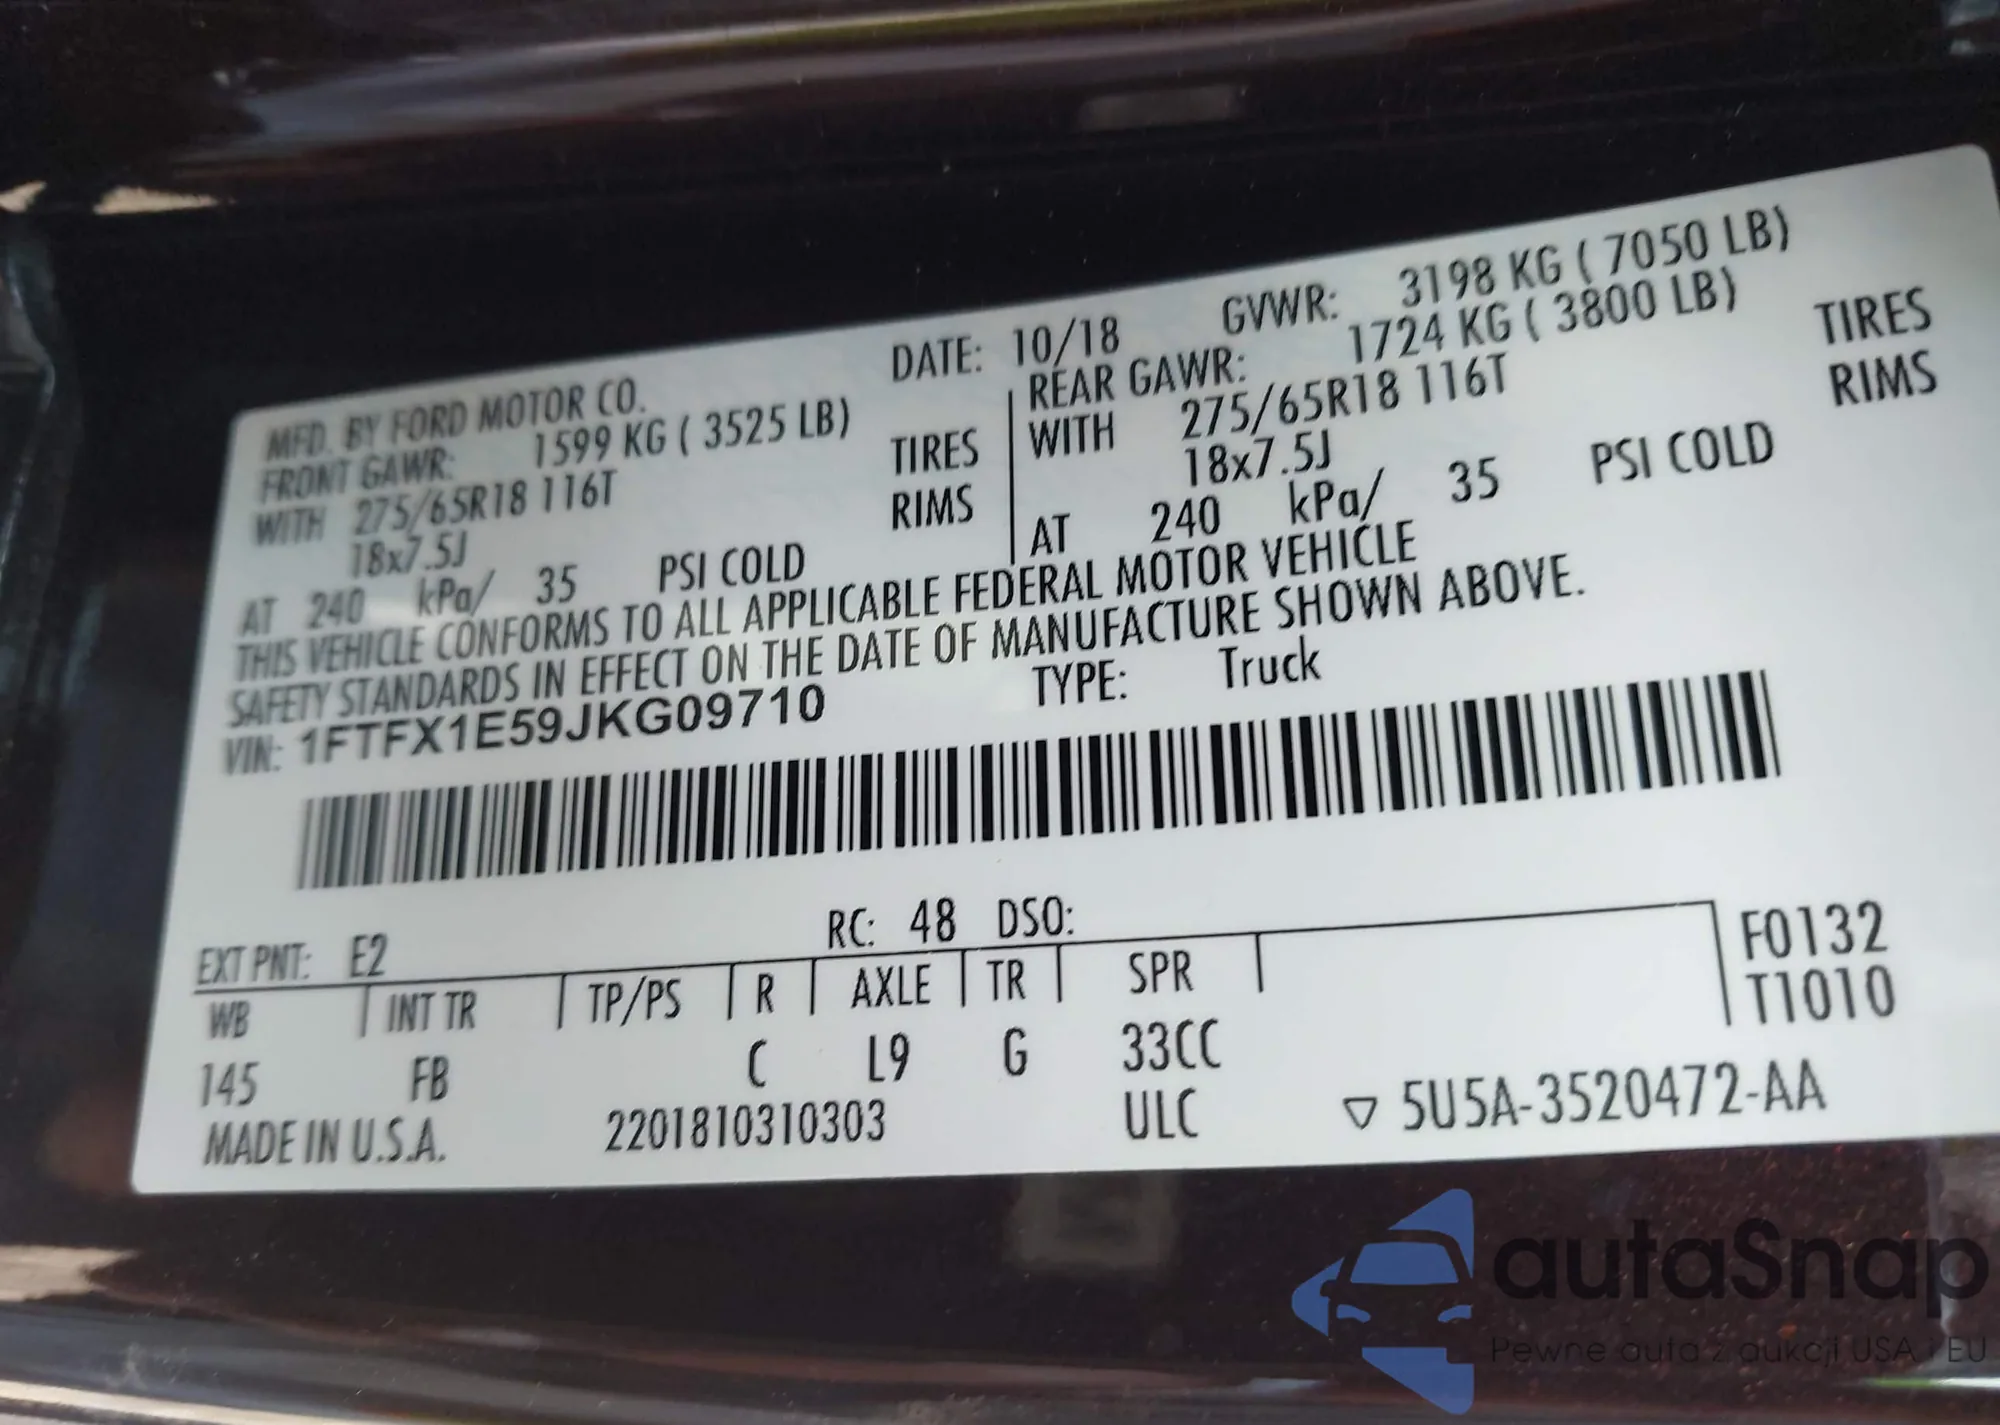 MFD. BY FORD MOTOR CO. DATE: 10/18 GVWR: 3198 KG ( 7050 LB)
FRONT GAWR: 1599 KG ( 3525 LB) REAR GAWR: 1724 KG ( 3800 LB)
WITH 275/65R18 116T TIRES WITH 275/65R18 116T TIRES
18x7.5J RIMS 18x7.5J RIMS
AT 240 kPa/ 35 PSI COLD AT 240 kPa/ 35 PSI COLD
THIS VEHICLE CONFORMS TO ALL APPLICABLE FEDERAL MOTOR VEHICLE
SAFETY STANDARDS IN EFFECT ON THE DATE OF MANUFACTURE SHOWN ABOVE.
VIN: 1FTFX1E59JKG09710 TYPE: Truck
EXT PNT: E2 RC: 48 DSO: F0132
WB INT TR TP/PS R AXLE TR SPR T1010
145 FB C L9 G 33CC
MADE IN U.S.A. 2201810310303 ULC ▽ 5U5A-3520472-AA
autaSnap
Pewne auta z aukcji USA i EU